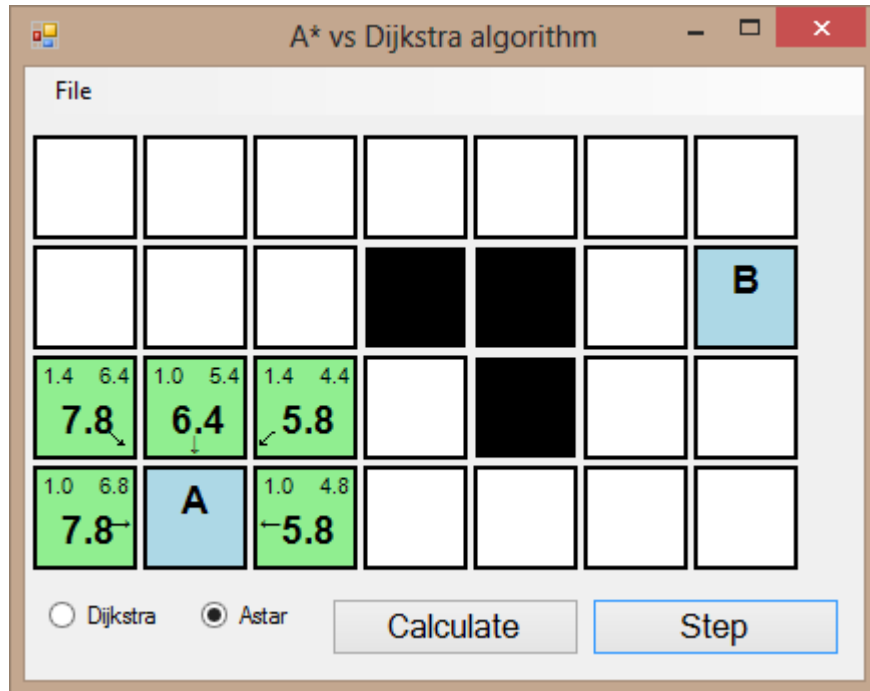 A* vs Dijkstra algorithm
File
B
1.4 6.4 1.0 5.4 1.4 4.4
7.8 6.4 5.8
1.0 6.8 A 1.0 4.8
7.8 5.8
Dijkstra Astar Calculate Step